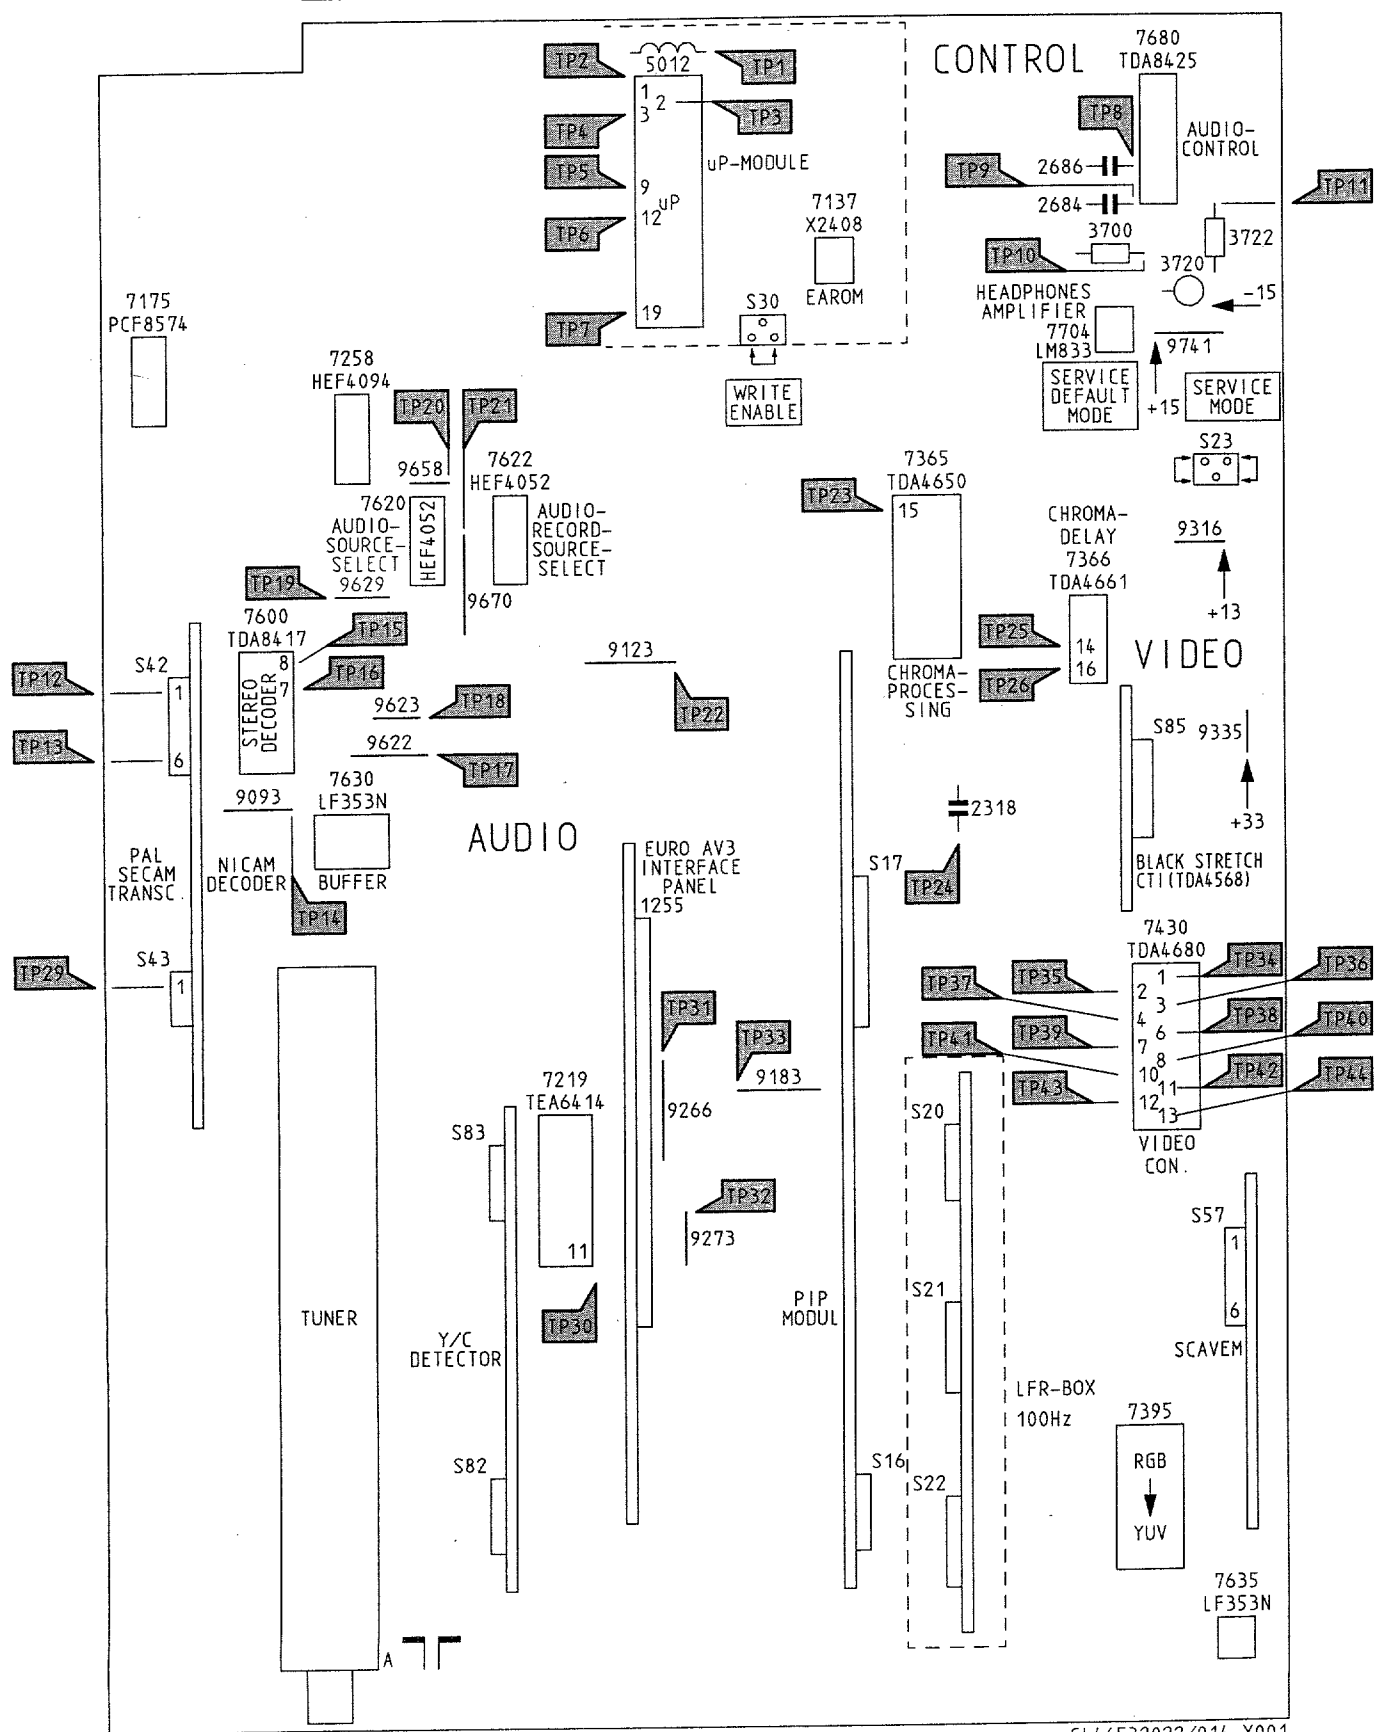 CONTROL
TP2
5012
TP1
7680
TDA8425
1
2
3
TP3
TP4
TP8
AUDIO-
CONTROL
TP5
uP-MODULE
TP9
2686
9
uP
TP11
12
TP6
7137
X2408
2684
3700
3722
TP10
3720
EAROM
HEADPHONES
AMPLIFIER
-15
7704
LM833
9741
19
TP7
S30
7175
PCF8574
WRITE
ENABLE
SERVICE
DEFAULT
MODE
+15
SERVICE
MODE
7258
HEF4094
TP20
TP21
S23
9658
7622
HEF4052
7365
TDA4650
TP23
15
7620
AUDIO-
SOURCE-
SELECT
HEF4052
AUDIO-
RECORD-
SOURCE-
SELECT
CHROMA-
DELAY
7366
TDA4661
9316
TP19
9629
9670
+13
7600
TDA8417
TP15
TP25
14
16
VIDEO
S42
8
7
STEREO
DECODER
TP16
9123
CHROMA-
PROCES-
SING
TP26
TP12
1
9623
TP18
TP22
S85
9335
TP13
6
9622
TP17
7630
LF353N
9093
2318
+33
AUDIO
PAL
SECAM
TRANSC.
NICAM
DECODER
BUFFER
EURO AV3
INTERFACE
PANEL
1255
S17
TP24
BLACK STRETCH
CTI(TDA4568)
TP14
7430
TDA4680
S43
TP29
1
TP37
TP35
1
TP34
TP36
2
3
TP31
4
TP41
TP39
6
TP38
TP40
7
8
TP33
10
TP43
11
TP42
TP44
12
13
VIDEO
CON.
9183
7219
TEA6414
9266
S20
S83
TP32
S57
1
9273
11
S21
6
TUNER
TP30
PIP
MODUL
Y/C
DETECTOR
SCAVEM
LFR-BOX
100Hz
7395
RGB
YUV
S82
S16
S22
7635
LF353N
A